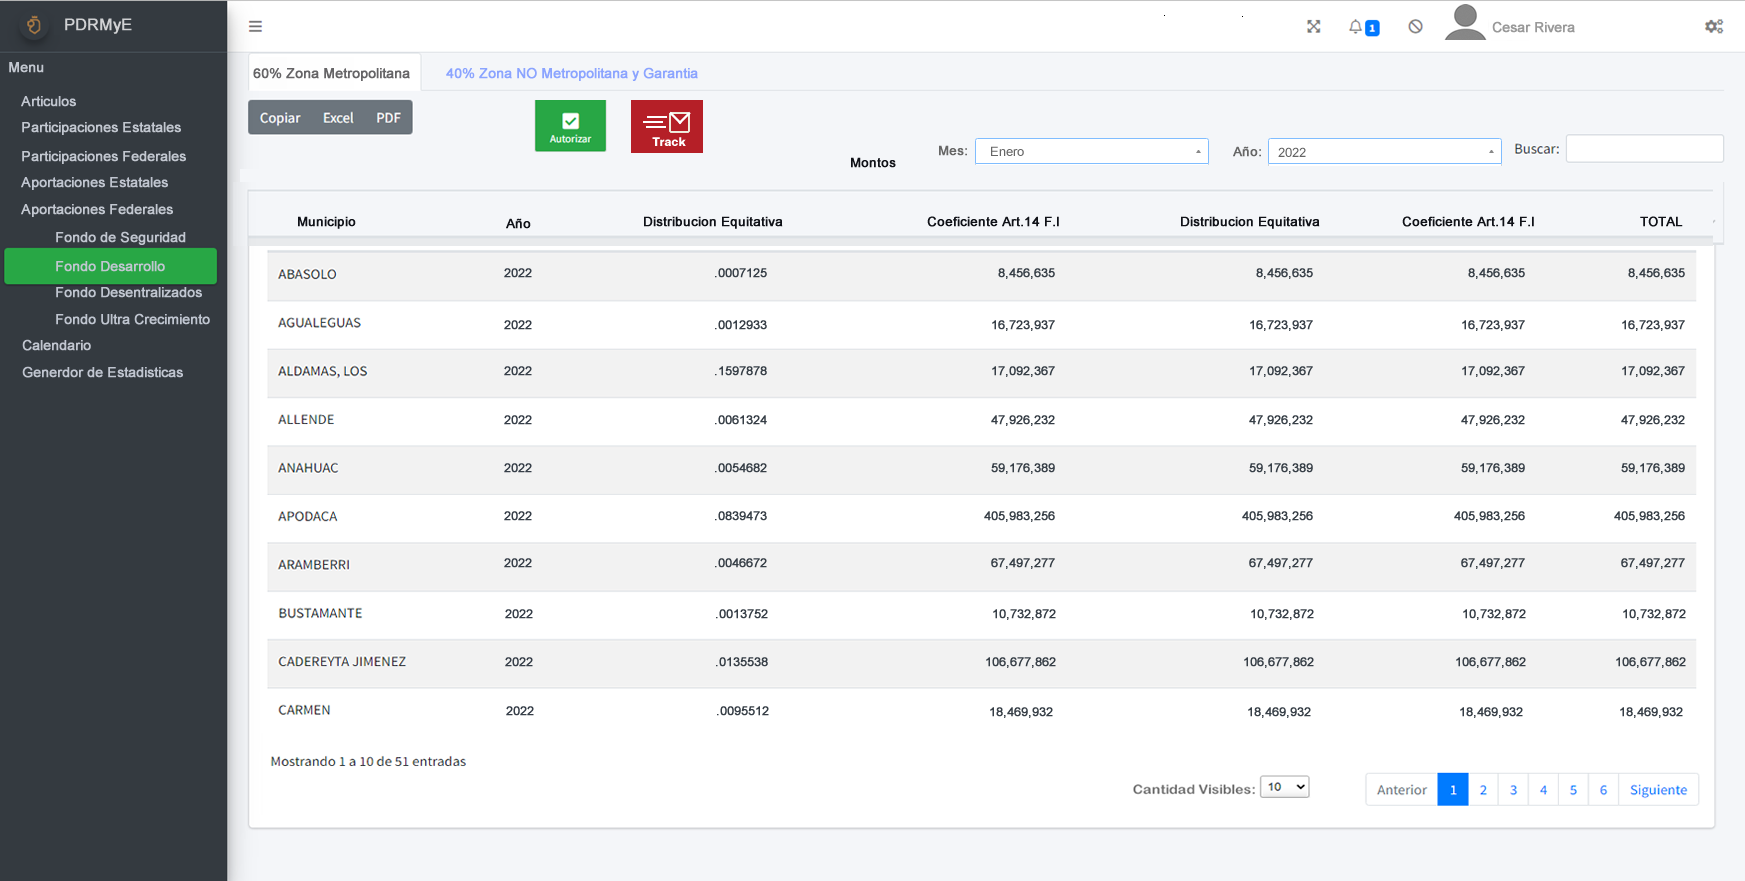 PDRMyE
1
Cesar Rivera
Menu
Articulos
Participaciones Estatales
Participaciones Federales
Aportaciones Estatales
Aportaciones Federales
Fondo de Seguridad
Fondo Desarrollo
Fondo Desentralizados
Fondo Ultra Crecimiento
Calendario
Generdor de Estadisticas
60% Zona Metropolitana 40% Zona NO Metropolitana y Garantia
Copiar Excel PDF
Autorizar
Track
Montos Mes: Enero Año: 2022 Buscar:
Municipio Año Distribucion Equitativa Coeficiente Art.14 F.I Distribucion Equitativa Coeficiente Art.14 F.I TOTAL
ABASOLO 2022 .0007125 8,456,635 8,456,635 8,456,635 8,456,635
AGUALEGUAS 2022 .0012933 16,723,937 16,723,937 16,723,937 16,723,937
ALDAMAS, LOS 2022 .1597878 17,092,367 17,092,367 17,092,367 17,092,367
ALLENDE 2022 .0061324 47,926,232 47,926,232 47,926,232 47,926,232
ANAHUAC 2022 .0054682 59,176,389 59,176,389 59,176,389 59,176,389
APODACA 2022 .0839473 405,983,256 405,983,256 405,983,256 405,983,256
ARAMBERRI 2022 .0046672 67,497,277 67,497,277 67,497,277 67,497,277
BUSTAMANTE 2022 .0013752 10,732,872 10,732,872 10,732,872 10,732,872
CADEREYTA JIMENEZ 2022 .0135538 106,677,862 106,677,862 106,677,862 106,677,862
CARMEN 2022 .0095512 18,469,932 18,469,932 18,469,932 18,469,932
Mostrando 1 a 10 de 51 entradas
Cantidad Visibles: 10 Anterior 1 2 3 4 5 6 Siguiente